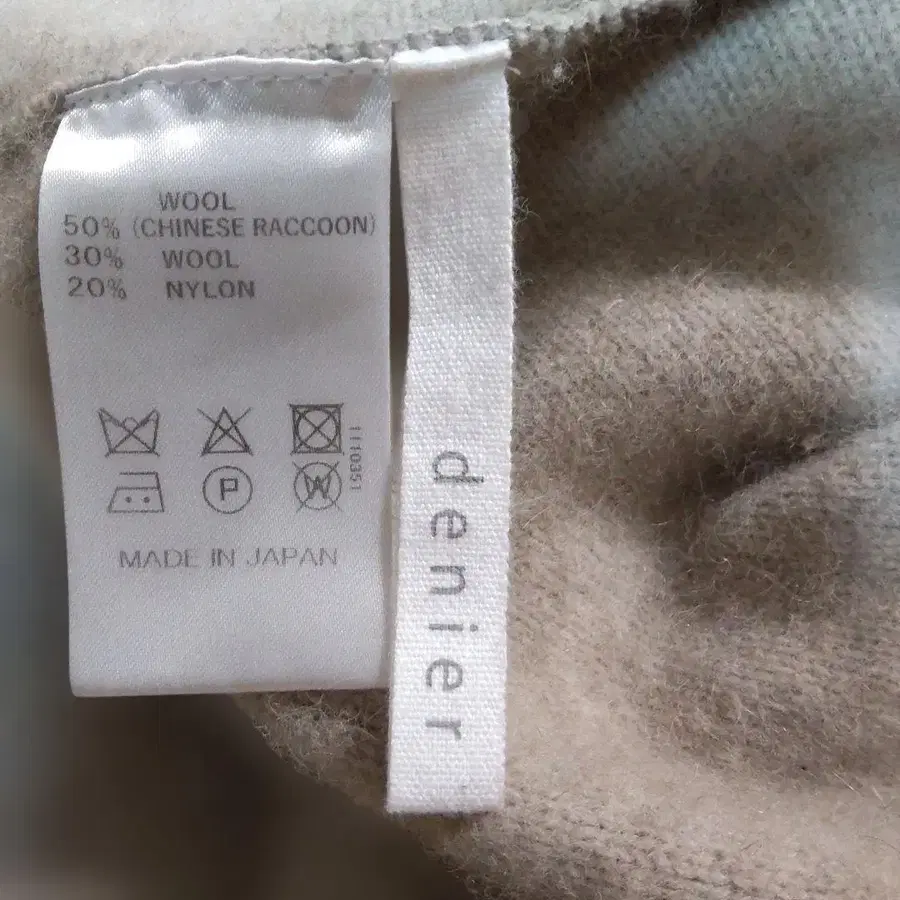 WOOL
50% (CHINESE RACCOON)
30% WOOL
20% NYLON
1110351
P
W
MADE IN JAPAN
denier